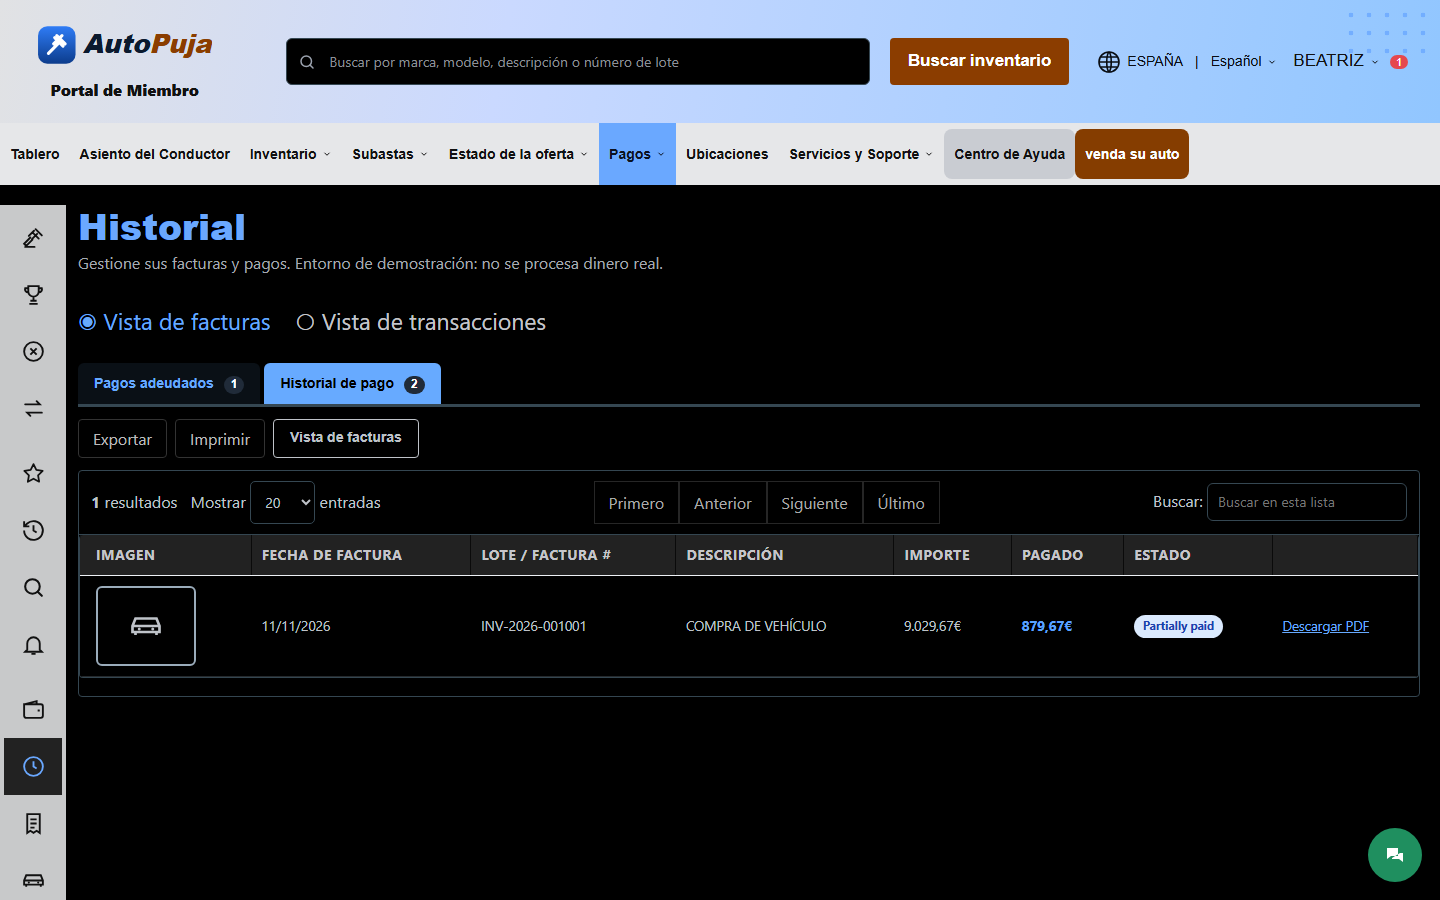 AutoPuja
Portal de Miembro
Buscar por marca, modelo, descripción o número de lote
Buscar inventario
ESPAÑA | Español BEATRIZ 1
Tablero Asiento del Conductor Inventario Subastas Estado de la oferta Pagos Ubicaciones Servicios y Soporte Centro de Ayuda venda su auto
Historial
Gestione sus facturas y pagos. Entorno de demostración: no se procesa dinero real.
Vista de facturas Vista de transacciones
Pagos adeudados 1 Historial de pago 2
Exportar Imprimir Vista de facturas
1 resultados Mostrar 20 entradas Primero Anterior Siguiente Último Buscar: Buscar en esta lista
IMAGEN FECHA DE FACTURA LOTE / FACTURA # DESCRIPCIÓN IMPORTE PAGADO ESTADO
11/11/2026 INV-2026-001001 COMPRA DE VEHÍCULO 9.029,67€ 879,67€ Partially paid Descargar PDF